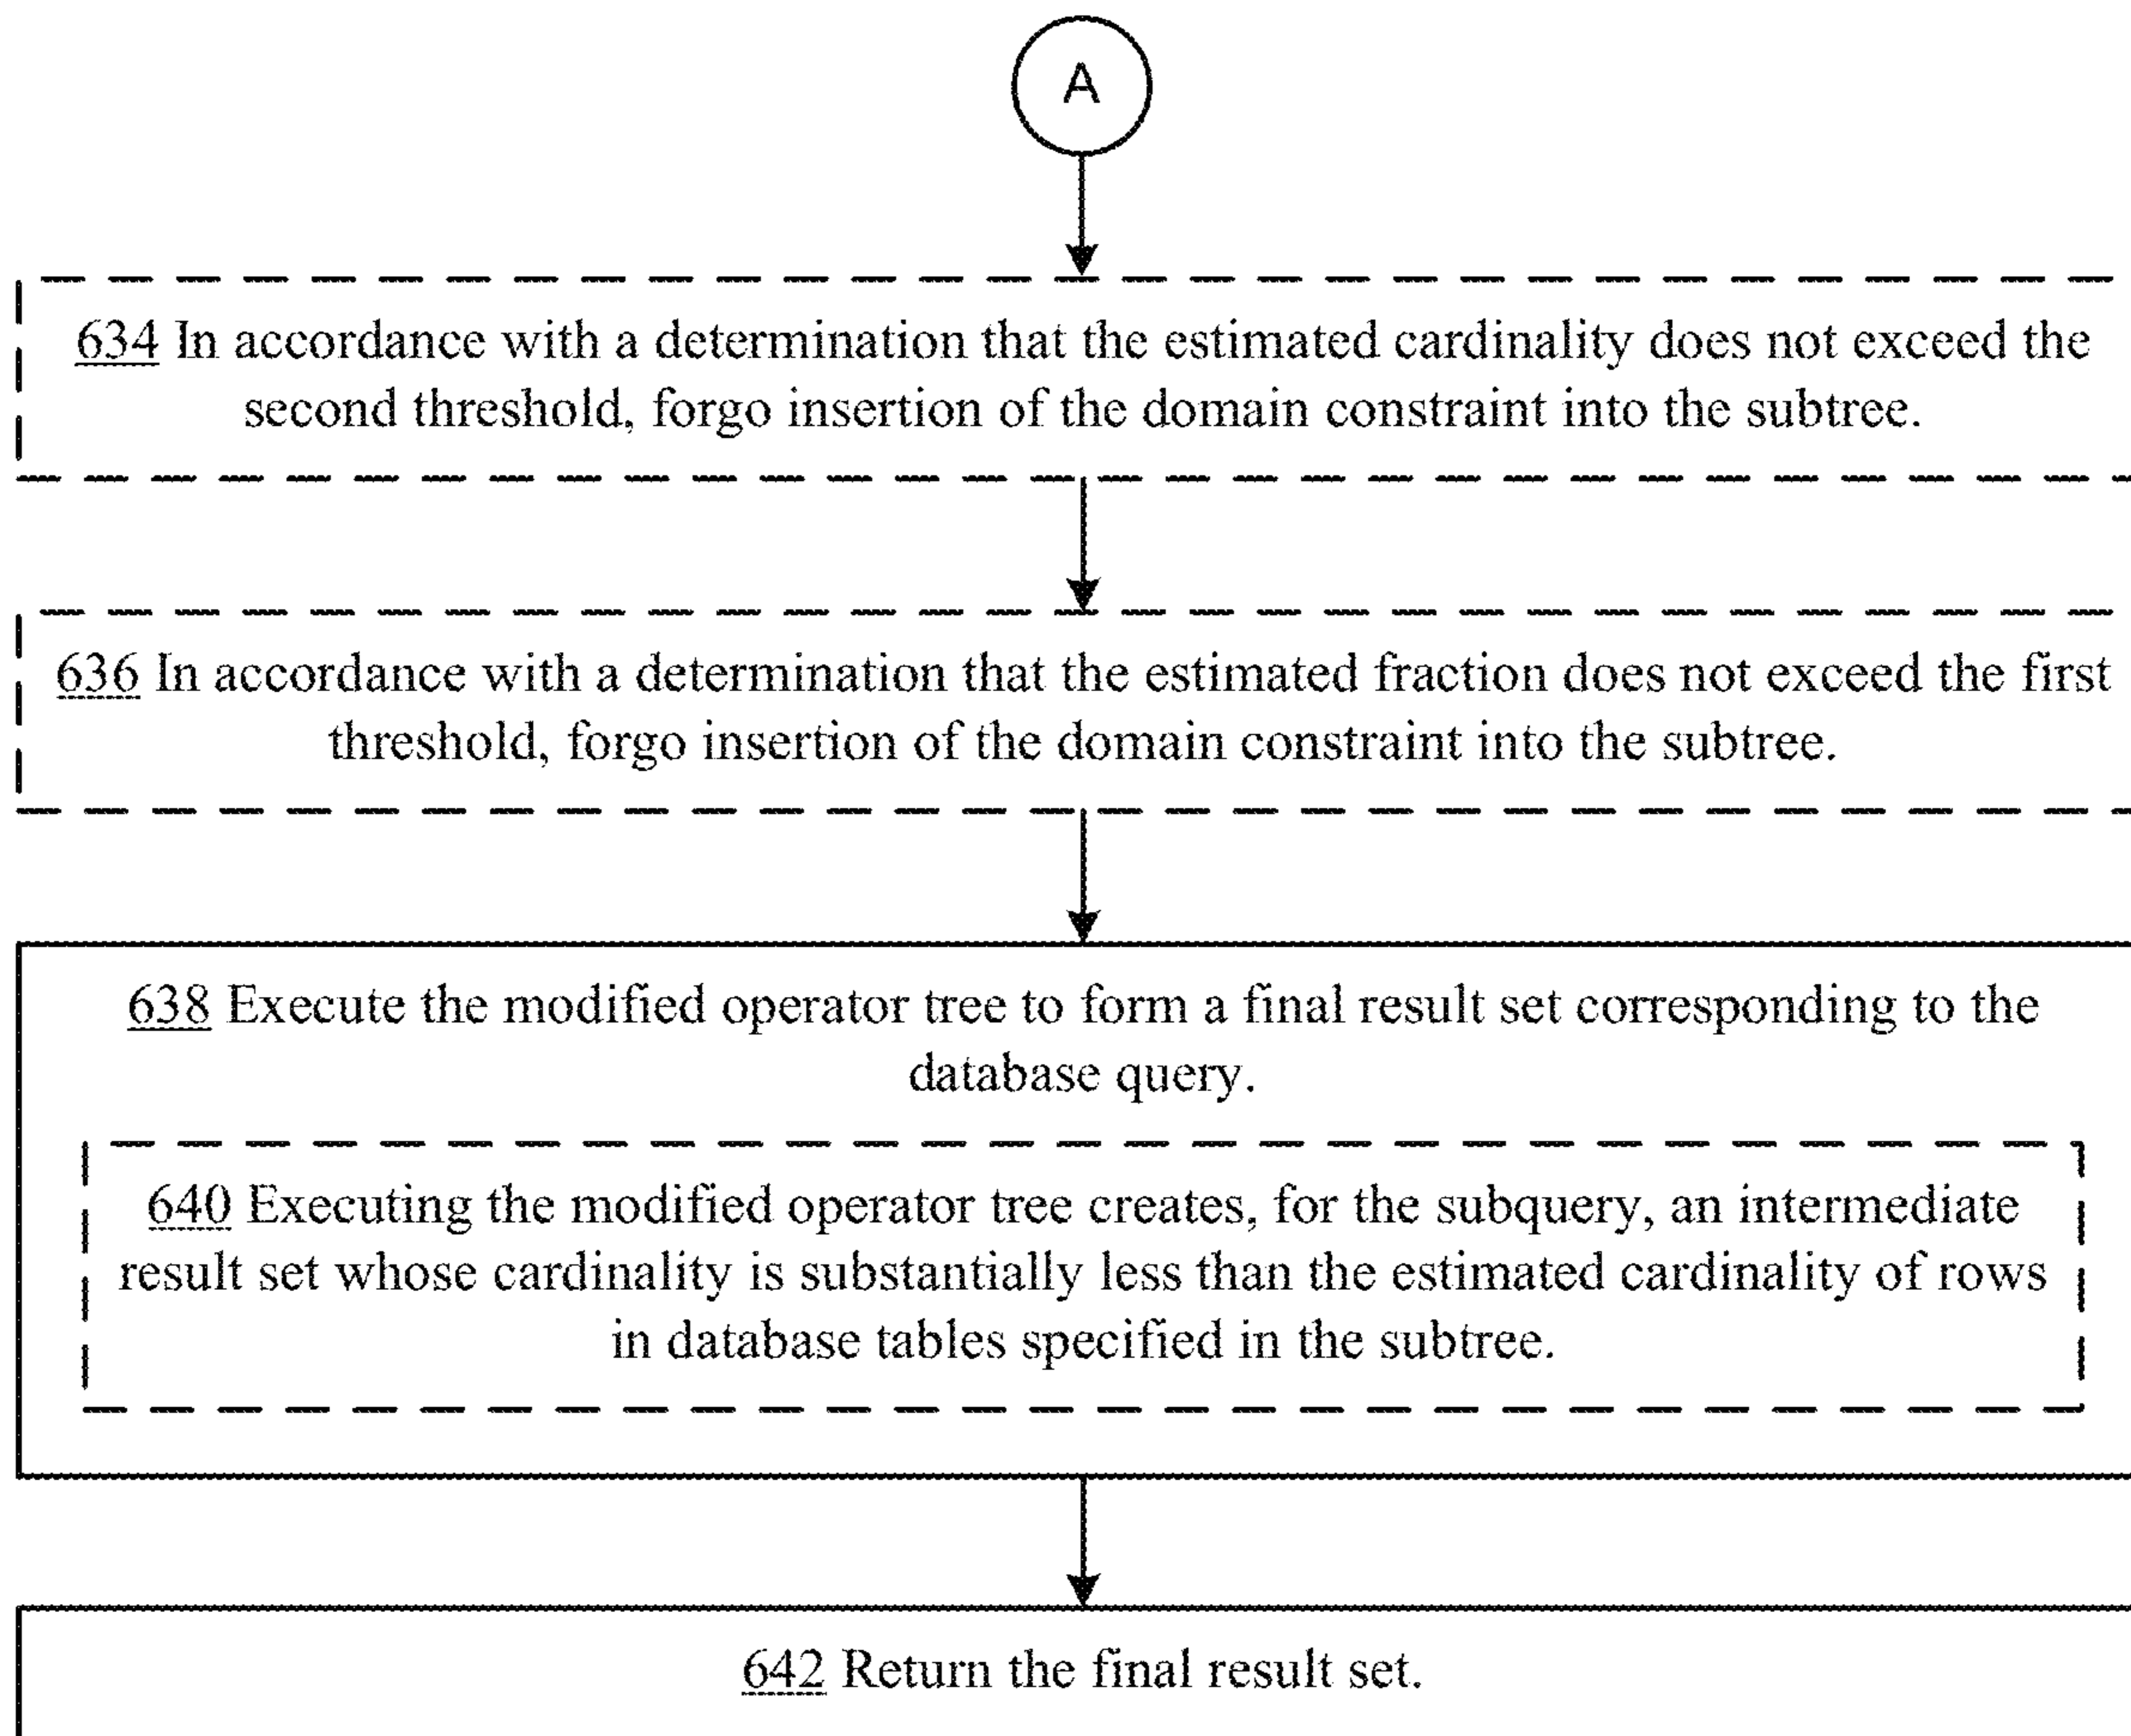 A
634 In accordance with a determination that the estimated cardinality does not exceed the
second threshold, forgo insertion of the domain constraint into the subtree.
636 In accordance with a determination that the estimated fraction does not exceed the first
threshold, forgo insertion of the domain constraint into the subtree.
638 Execute the modified operator tree to form a final result set corresponding to the
database query.
640 Executing the modified operator tree creates, for the subquery, an intermediate
result set whose cardinality is substantially less than the estimated cardinality of rows
in database tables specified in the subtree.
642 Return the final result set.